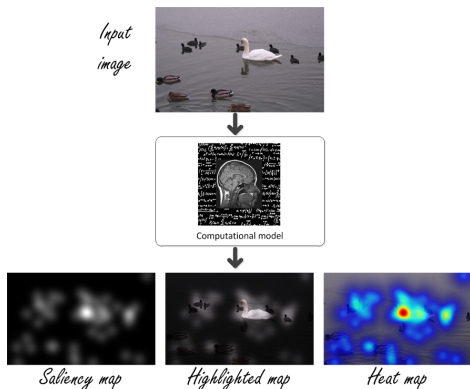 Input
image
Computational model
Saliency map
Highlighted map
Heat map